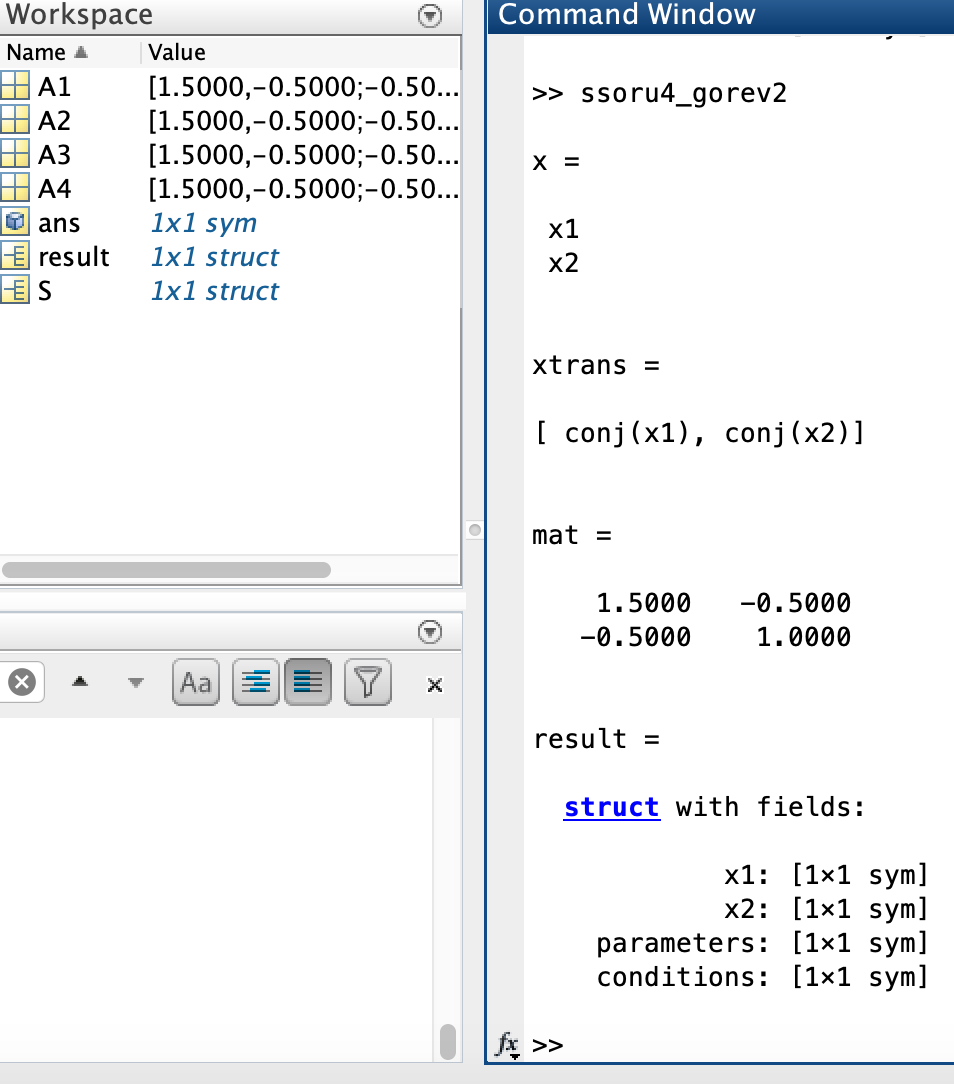 Workspace
Name Value
A1 [1.5000,-0.5000;-0.50...
A2 [1.5000,-0.5000;-0.50...
A3 [1.5000,-0.5000;-0.50...
A4 [1.5000,-0.5000;-0.50...
ans 1x1 sym
result 1x1 struct
S 1x1 struct
Aa
Command Window
>> ssoru4_gorev2
x =
x1
x2
xtrans =
[ conj(x1), conj(x2)]
mat =
1.5000 -0.5000
-0.5000 1.0000
result =
struct with fields:
x1: [1×1 sym]
x2: [1×1 sym]
parameters: [1×1 sym]
conditions: [1×1 sym]
fx >>